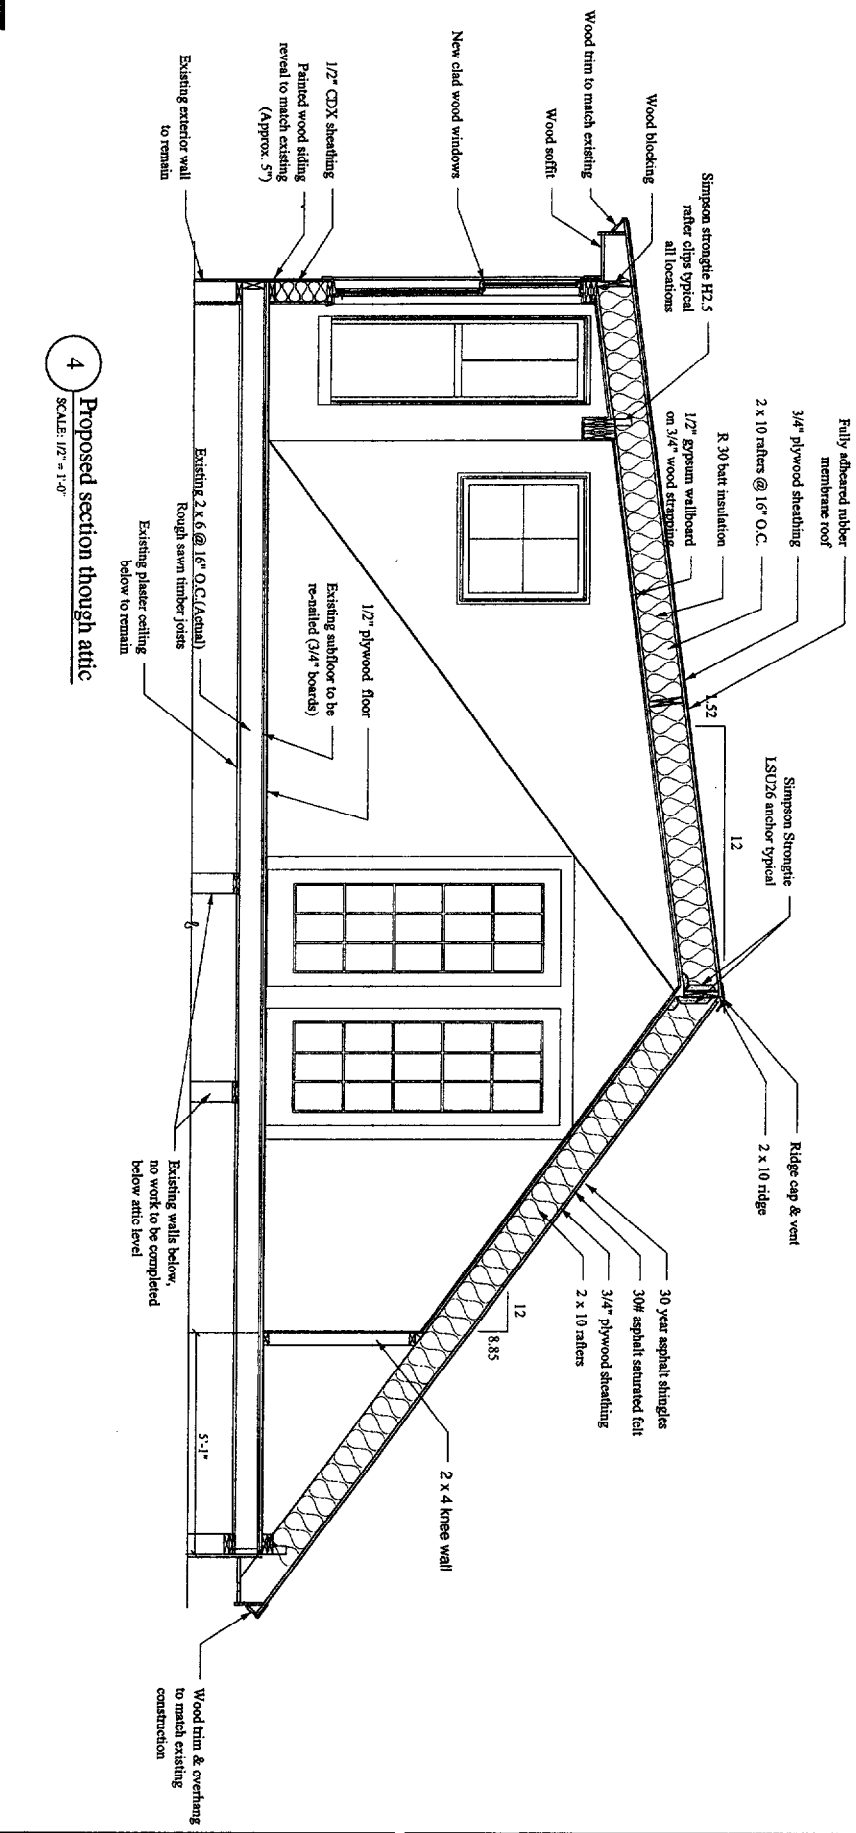 Fully adheared rubber
membrane roof
3/4" plywood sheathing
2 x 10 rafters @ 16" O.C.
R 30 batt insulation
1/2" gypsum wallboard
on 3/4" wood strapping
Simpson strongtie H2.5
rafter clips typical
all locations
Wood blocking
Wood trim to match existing
Wood soffit
New clad wood windows
1/2" CDX sheathing
Painted wood siding
reveal to match existing
(Approx. 5")
Existing exterior wall
to remain
1.52
12
Simpson Strongtie
LSU26 anchor typical
Ridge cap & vent
2 x 10 ridge
30 year asphalt shingles
30# asphalt saturated felt
3/4" plywood sheathing
2 x 10 rafters
12
8.85
2 x 4 knee wall
1/2" plywood floor
Existing subfloor to be
re-nailed (3/4" boards)
Existing 2 x 6 @ 16" O.C.(Actual)
Rough sawn timber joists
Existing plaster ceiling
below to remain
Existing walls below,
no work to be completed
below attic level
5'-1"
Wood trim & overhang
to match existing
construction
4
Proposed section though attic
SCALE: 1/2" = 1'-0"